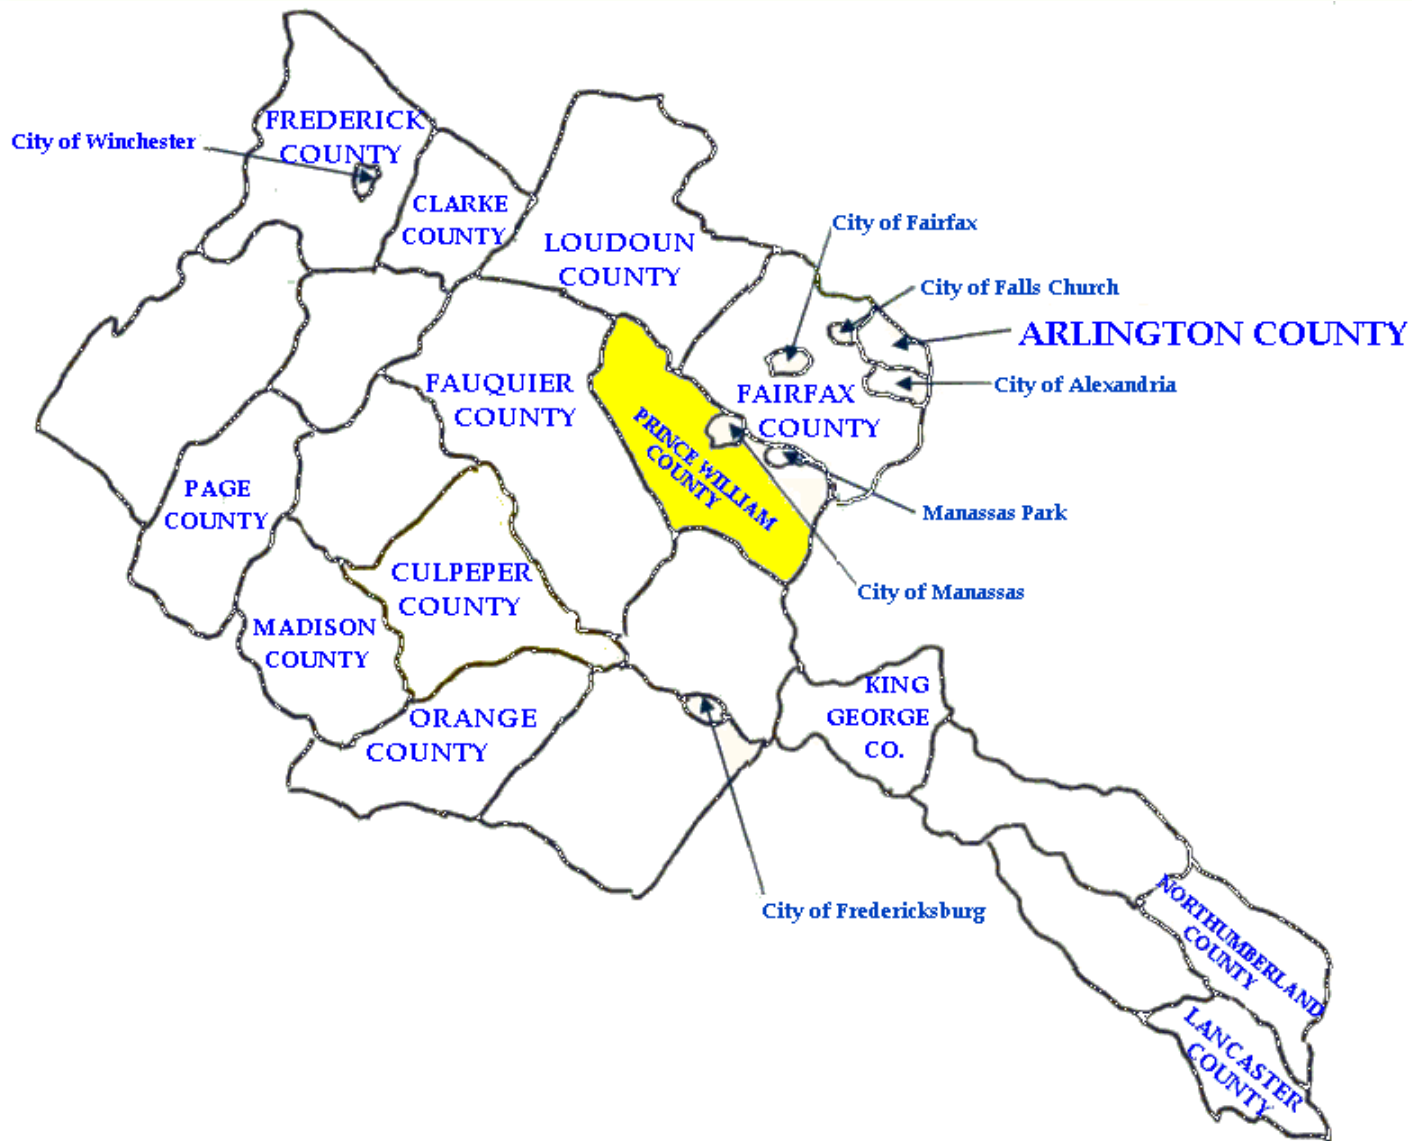 FREDERICK
COUNTY
City of Winchester
CLARKE
COUNTY
LOUDOUN
COUNTY
City of Fairfax
City of Falls Church
ARLINGTON COUNTY
City of Alexandria
FAUQUIER
COUNTY
FAIRFAX
COUNTY
PRINCE WILLIAM
COUNTY
PAGE
COUNTY
Manassas Park
City of Manassas
CULPEPER
COUNTY
MADISON
COUNTY
ORANGE
COUNTY
KING
GEORGE
CO.
City of Fredericksburg
NORTHUMBERLAND
COUNTY
LANCASTER
COUNTY